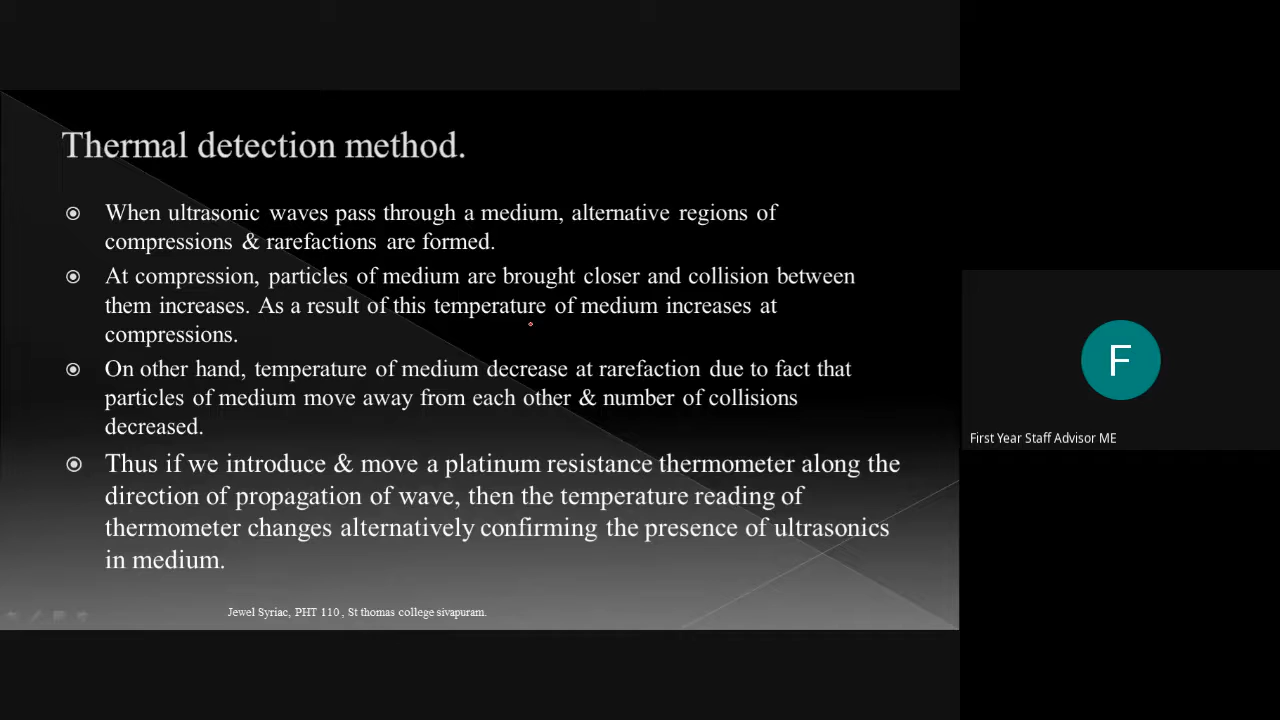 Thermal detection method.
When ultrasonic waves pass through a medium, alternative regions of
compressions & rarefactions are formed.
At compression, particles of medium are brought closer and collision between
them increases. As a result of this temperature of medium increases at
compressions.
On other hand, temperature of medium decrease at rarefaction due to fact that
particles of medium move away from each other & number of collisions
decreased.
Thus if we introduce & move a platinum resistance thermometer along the
direction of propagation of wave, then the temperature reading of
thermometer changes alternatively confirming the presence of ultrasonics
in medium.
Jewel Syriac, PHT 110 , St thomas college sivapuram.
F
First Year Staff Advisor ME